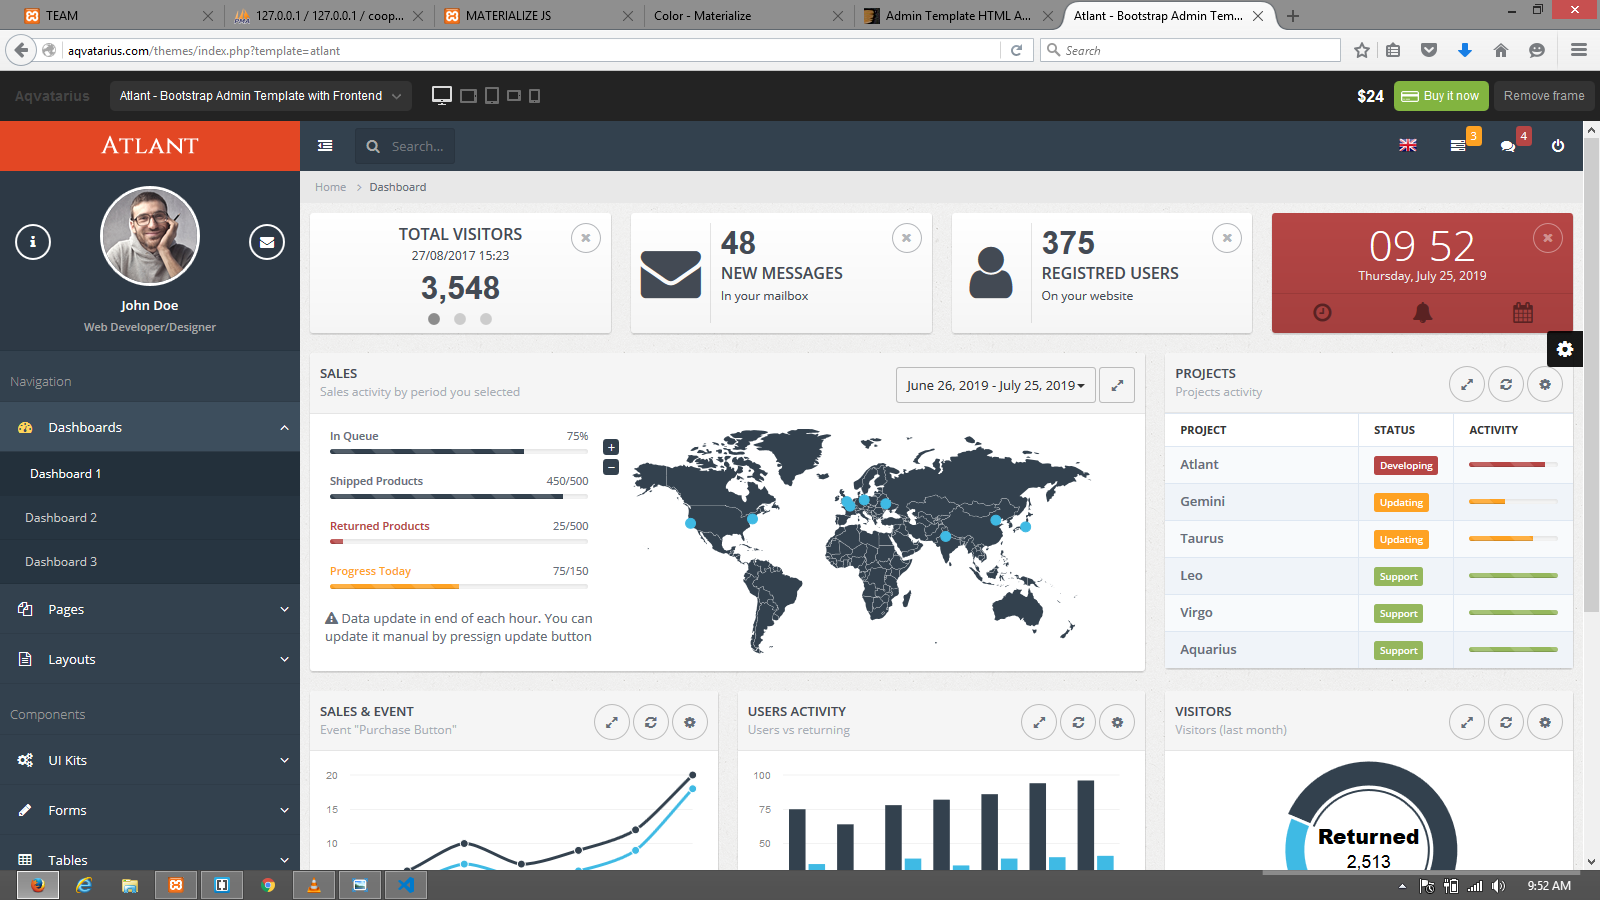 TEAM
127.0.0.1 / 127.0.0.1 / coop...
MATERIALIZE JS
Color - Materialize
Admin Template HTML A...
Atlant - Bootstrap Admin Tem...
aqvatarius.com/themes/index.php?template=atlant
Search
Aqvatarius
Atlant - Bootstrap Admin Template with Frontend
$24
Buy it now
Remove frame
ATLANT
Search...
3
4
Home
Dashboard
John Doe
Web Developer/Designer
Navigation
Dashboards
Dashboard 1
Dashboard 2
Dashboard 3
Pages
Layouts
Components
UI Kits
Forms
Tables
TOTAL VISITORS
27/08/2017 15:23
3,548
48
NEW MESSAGES
In your mailbox
375
REGISTRED USERS
On your website
09 52
Thursday, July 25, 2019
SALES
Sales activity by period you selected
June 26, 2019 - July 25, 2019
In Queue 75%
Shipped Products 450/500
Returned Products 25/500
Progress Today 75/150
Data update in end of each hour. You can
update it manual by pressign update button
+
−
PROJECTS
Projects activity
PROJECT STATUS ACTIVITY
Atlant Developing
Gemini Updating
Taurus Updating
Leo Support
Virgo Support
Aquarius Support
SALES & EVENT
Event "Purchase Button"
20
15
10
USERS ACTIVITY
Users vs returning
100
75
50
VISITORS
Visitors (last month)
Returned
2,513
9:52 AM